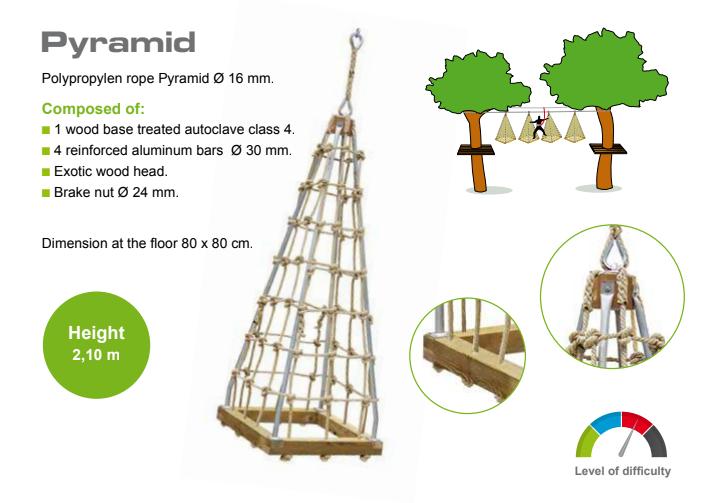 Pyramid
Polypropylen rope Pyramid Ø 16 mm.
Composed of:
1 wood base treated autoclave class 4.
4 reinforced aluminum bars Ø 30 mm.
Exotic wood head.
Brake nut Ø 24 mm.
Dimension at the floor 80 x 80 cm.
Height
2,10 m
Level of difficulty